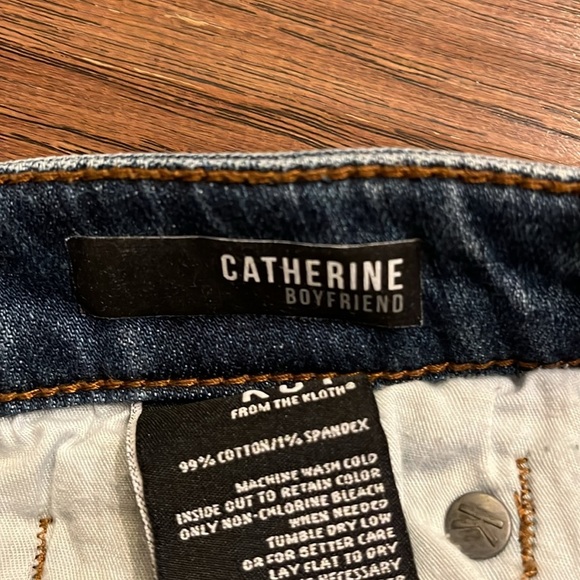 CATHERINE
BOYFRIEND
FROM THE KLOTH®
99% COTTON/1% SPANDEX
MACHINE WASH COLD
INSIDE OUT TO RETAIN COLOR
ONLY NON-CHLORINE BLEACH
WHEN NEEDED
TUMBLE DRY LOW
OR FOR BETTER CARE
LAY FLAT TO DRY
NECESSARY